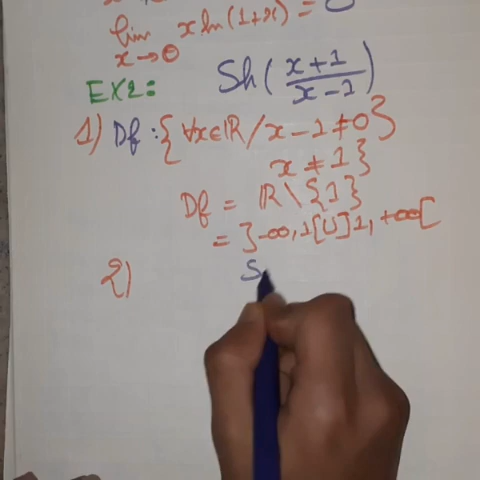 lim x ln(1+x) = 0
x→0
EX2: Sh(x+1/x-1)
1) Df : {∀x∈ℝ/x-1≠0}
x≠1}
Df = ℝ\{1}
= ]-∞,1[U]1,+∞[
2) S